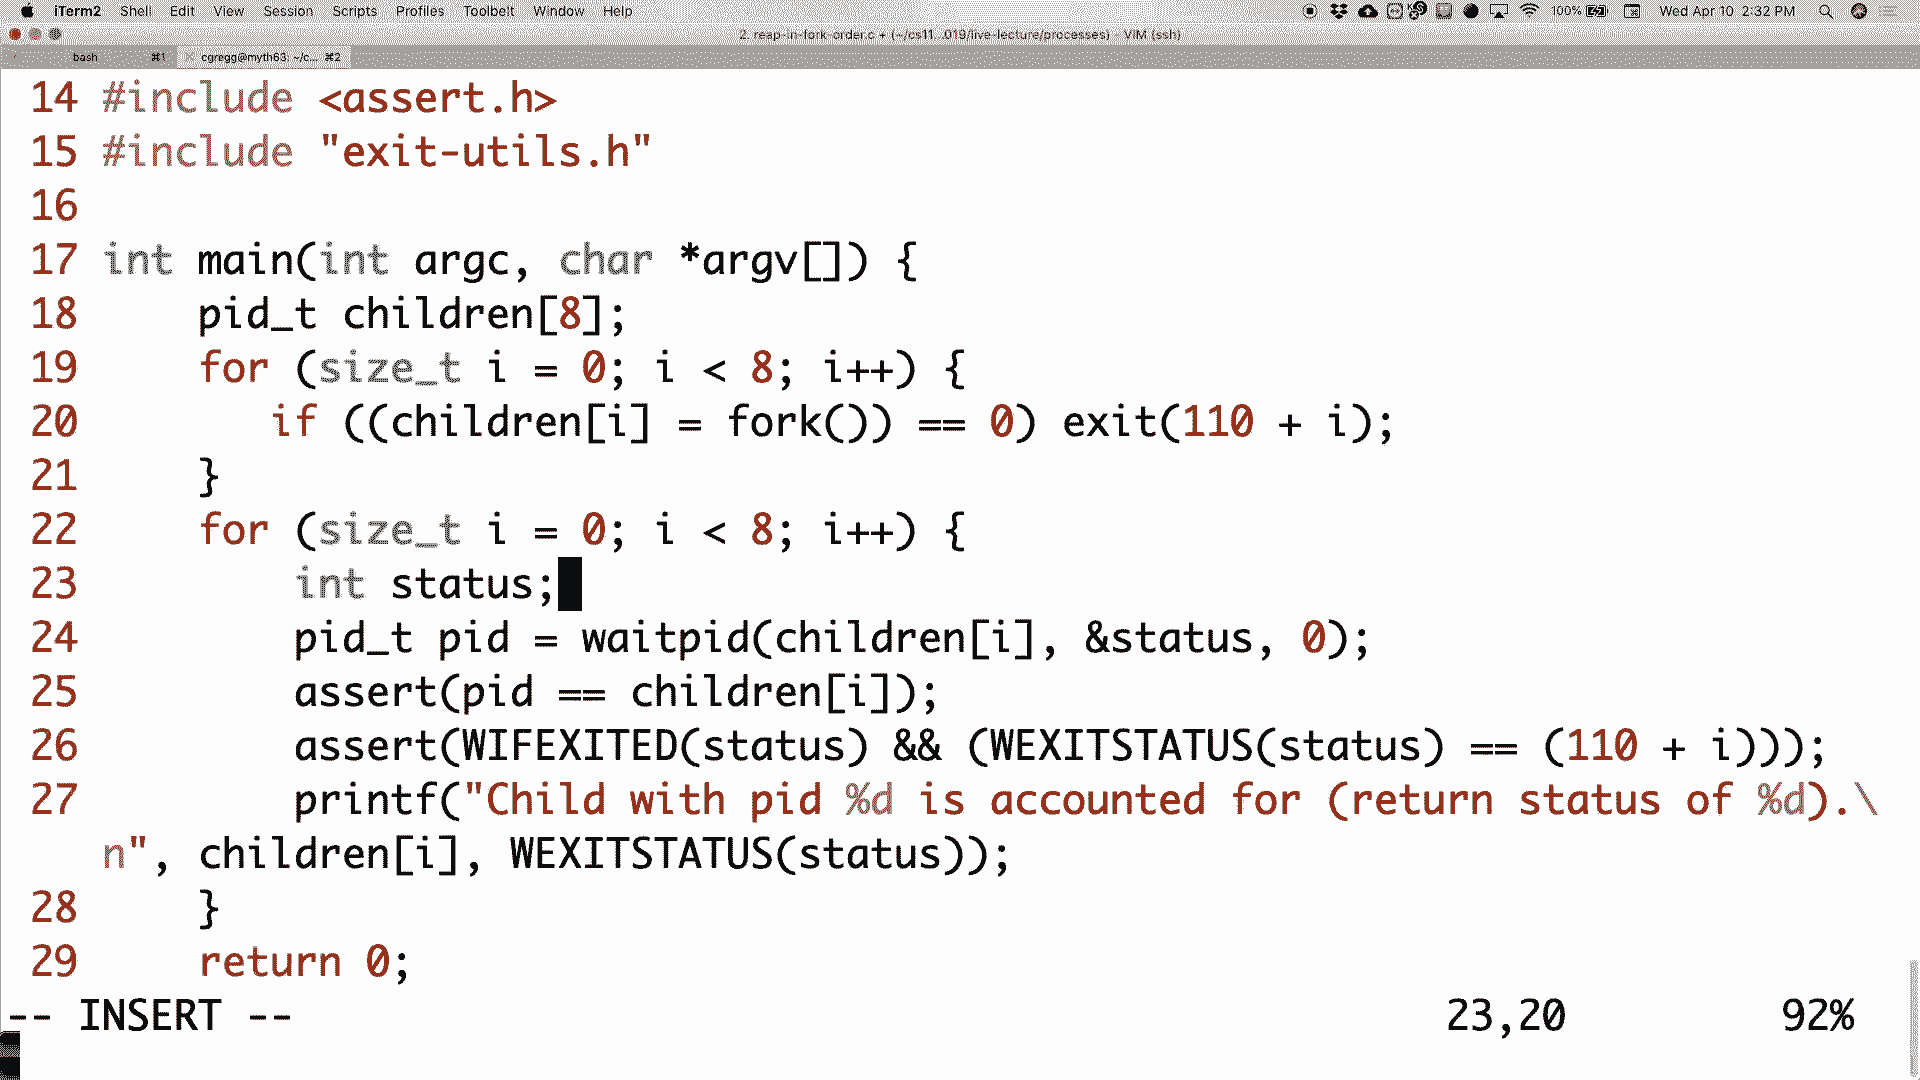 iTerm2 Shell Edit View Session Scripts Profiles Toolbelt Window Help 100% Wed Apr 10 2:32 PM
2. reap-in-fork-order.c + (~/cs11...019/live-lecture/processes) - VIM (ssh)
bash ⌘1 cgregg@myth63: ~/c... ⌘2
14 #include <assert.h>
15 #include "exit-utils.h"
16
17 int main(int argc, char *argv[]) {
18     pid_t children[8];
19     for (size_t i = 0; i < 8; i++) {
20        if ((children[i] = fork()) == 0) exit(110 + i);
21     }
22     for (size_t i = 0; i < 8; i++) {
23         int status;
24         pid_t pid = waitpid(children[i], &status, 0);
25         assert(pid == children[i]);
26         assert(WIFEXITED(status) && (WEXITSTATUS(status) == (110 + i)));
27         printf("Child with pid %d is accounted for (return status of %d).\
n", children[i], WEXITSTATUS(status));
28     }
29     return 0;
-- INSERT -- 23,20 92%